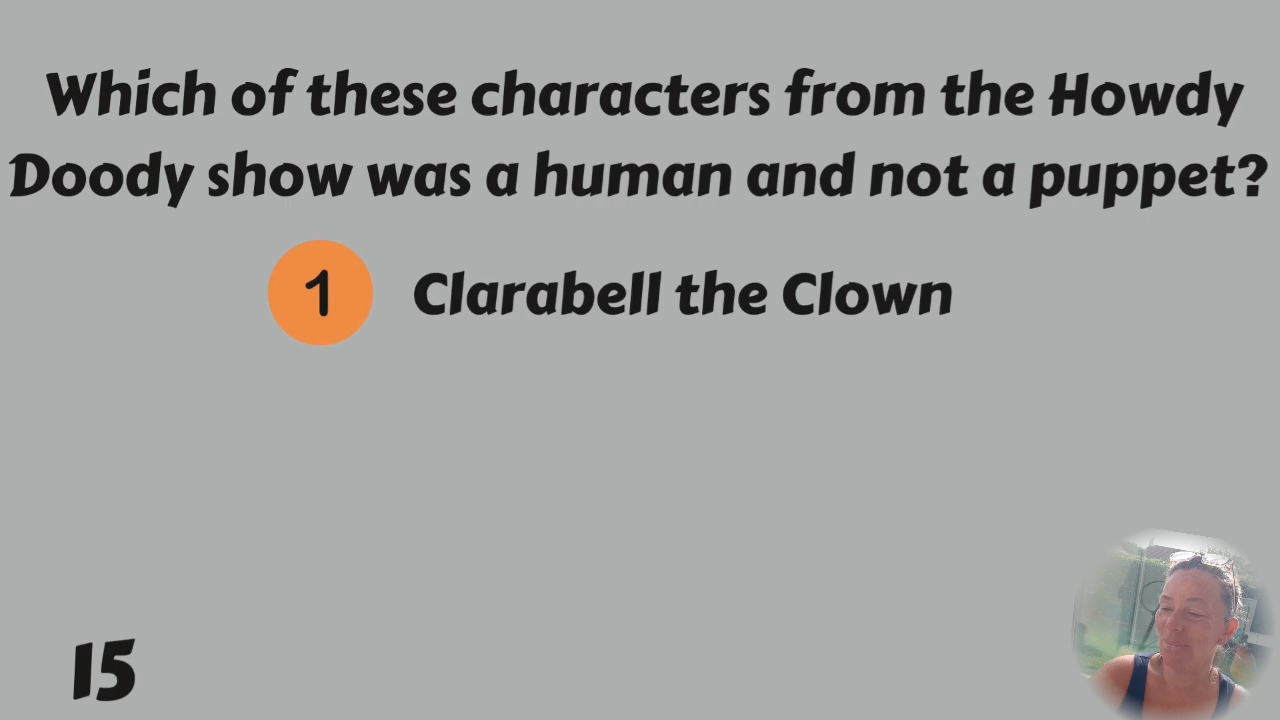 Which of these characters from the Howdy
Doody show was a human and not a puppet?
1 Clarabell the Clown
15